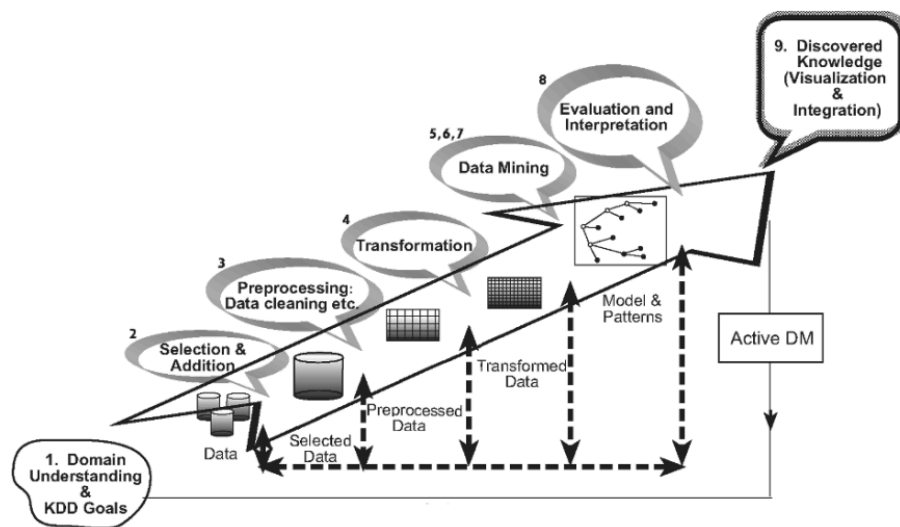 9. Discovered
Knowledge
(Visualization
&
Integration)
8
Evaluation and
Interpretation
5,6,7
Data Mining
4
Transformation
3
Preprocessing:
Data cleaning etc.
2
Selection &
Addition
Model &
Patterns
Active DM
Transformed
Data
Preprocessed
Data
Selected
Data
Data
1. Domain
Understanding
&
KDD Goals